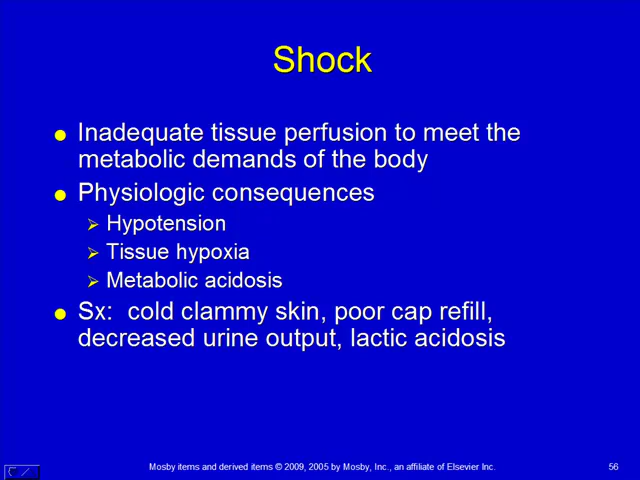 Shock
Inadequate tissue perfusion to meet the
metabolic demands of the body
Physiologic consequences
Hypotension
Tissue hypoxia
Metabolic acidosis
Sx:  cold clammy skin, poor cap refill,
decreased urine output, lactic acidosis
Mosby items and derived items © 2009, 2005 by Mosby, Inc., an affiliate of Elsevier Inc.
56